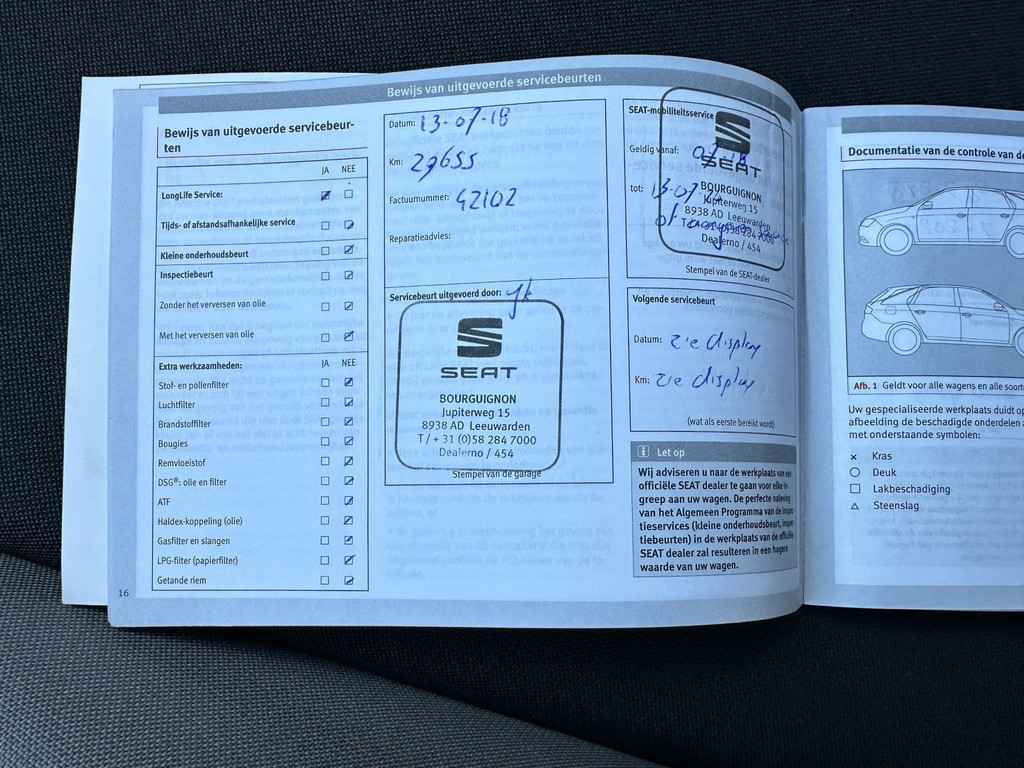 Bewijs van uitgevoerde servicebeurten
Bewijs van uitgevoerde servicebeur-
ten
JA NEE
LongLife Service:
Tijds- of afstandsafhankelijke service
Kleine onderhoudsbeurt
Inspectiebeurt
Zonder het verversen van olie
Met het verversen van olie
Extra werkzaamheden: JA NEE
Stof- en pollenfilter
Luchtfilter
Brandstoffilter
Bougies
Remvloeistof
DSG®: olie en filter
ATF
Haldex-koppeling (olie)
Gasfilter en slangen
LPG-filter (papierfilter)
Getande riem
16
Datum: 13-07-18
Km: 29655
Factuurnummer: 42102
Reparatieadvies:
Servicebeurt uitgevoerd door:
SEAT
BOURGUIGNON
Jupiterweg 15
8938 AD Leeuwarden
T / + 31 (0)58 284 7000
Dealerno / 454
Stempel van de garage
SEAT-mobiliteitsservice
Geldig vanaf:
SEAT
tot: 13-07-
BOURGUIGNON
Jupiterweg 15
8938 AD Leeuwarden
284 7000
Dealerno / 454
Stempel van de SEAT-dealer
Volgende servicebeurt
Datum: zie display
Km: zie display
(wat als eerste bereikt word)
Let op
Wij adviseren u naar de werkplaats van een
officiële SEAT dealer te gaan voor elke in-
greep aan uw wagen. De perfecte naleving
van het Algemeen Programma van de inspec-
tieservices (kleine onderhoudsbeurt, inspec-
tiebeurten) in de werkplaats van de officiële
SEAT dealer zal resulteren in een hogere
waarde van uw wagen.
Documentatie van de controle van de
Afb. 1 Geldt voor alle wagens en alle soort
Uw gespecialiseerde werkplaats duidt op
afbeelding de beschadigde onderdelen
met onderstaande symbolen:
Kras
Deuk
Lakbeschadiging
Steenslag